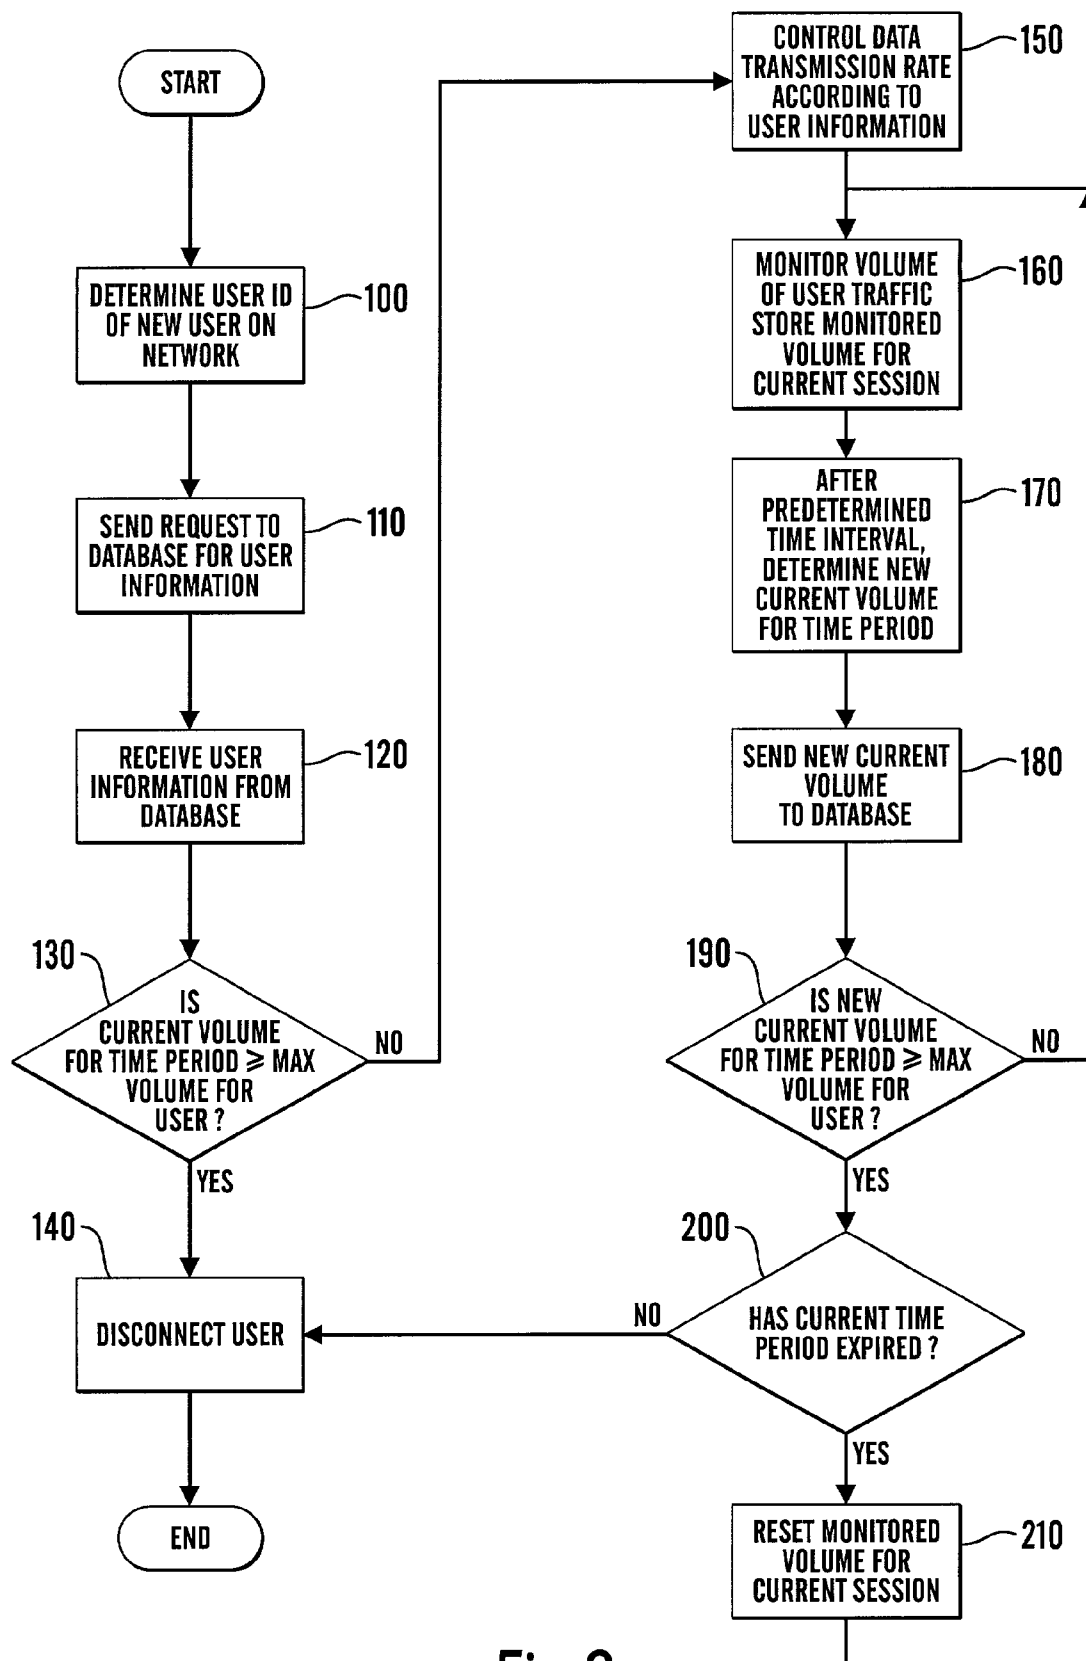 START
DETERMINE USER ID
OF NEW USER ON
NETWORK
100
SEND REQUEST TO
DATABASE FOR USER
INFORMATION
110
RECEIVE USER
INFORMATION FROM
DATABASE
120
130
IS
CURRENT VOLUME
FOR TIME PERIOD ⩾ MAX
VOLUME FOR
USER ?
NO
YES
140
DISCONNECT USER
END
CONTROL DATA
TRANSMISSION RATE
ACCORDING TO
USER INFORMATION
150
MONITOR VOLUME
OF USER TRAFFIC
STORE MONITORED
VOLUME FOR
CURRENT SESSION
160
AFTER
PREDETERMINED
TIME INTERVAL,
DETERMINE NEW
CURRENT VOLUME
FOR TIME PERIOD
170
SEND NEW CURRENT
VOLUME
TO DATABASE
180
190
IS NEW
CURRENT VOLUME
FOR TIME PERIOD ⩾ MAX
VOLUME FOR
USER ?
NO
YES
200
HAS CURRENT TIME
PERIOD EXPIRED ?
NO
YES
RESET MONITORED
VOLUME FOR
CURRENT SESSION
210